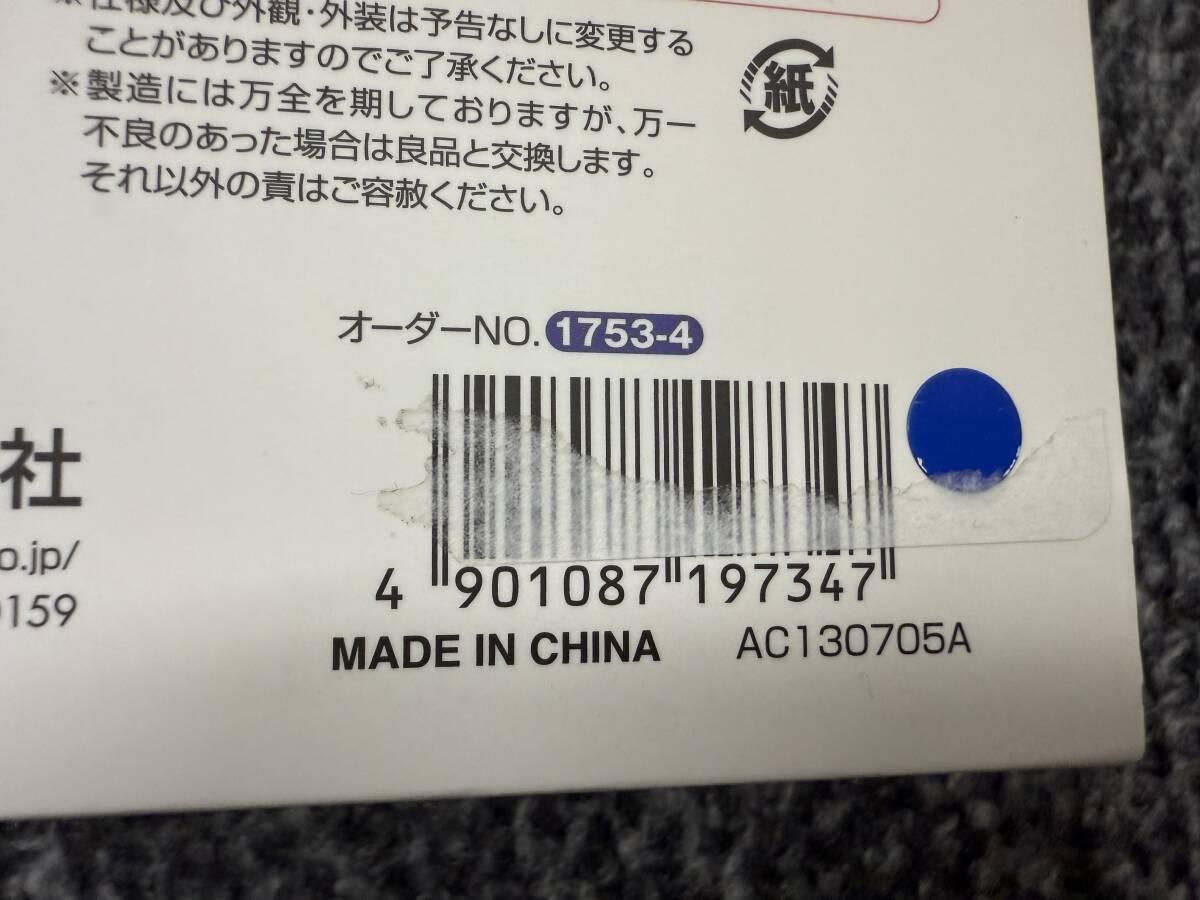 ※仕様及び外観・外装は予告なしに変更する
ことがありますのでご了承ください。
※製造には万全を期しておりますが、万一
不良のあった場合は良品と交換します。
それ以外の責はご容赦ください。
紙
オーダーNO. 1753-4
社
o.jp/
0159
4 901087 197347
MADE IN CHINA AC130705A